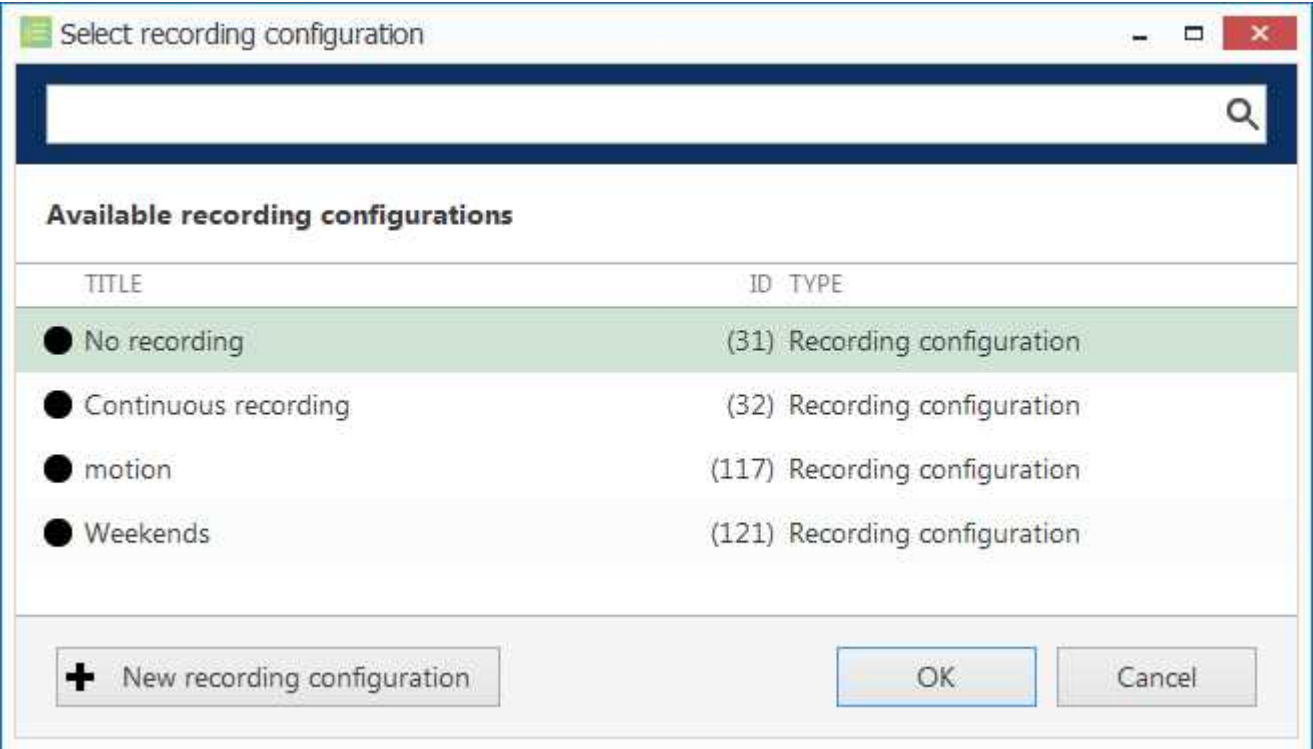 Select recording configuration
Available recording configurations
TITLE ID TYPE
No recording (31) Recording configuration
Continuous recording (32) Recording configuration
motion (117) Recording configuration
Weekends (121) Recording configuration
New recording configuration OK Cancel